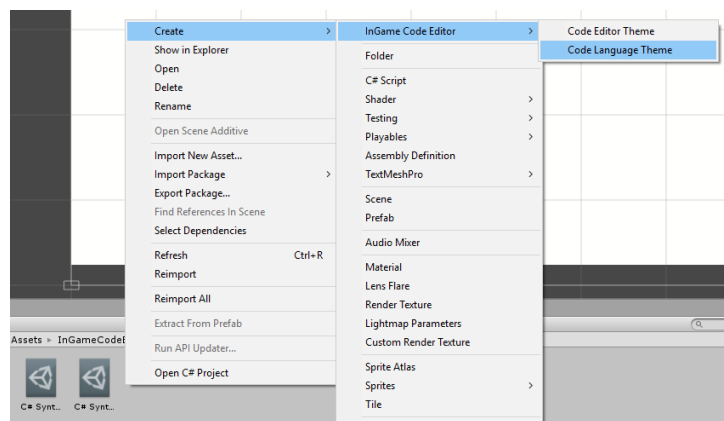 Create
Show in Explorer
Open
Delete
Rename
Open Scene Additive
Import New Asset...
Import Package
Export Package...
Find References In Scene
Select Dependencies
Refresh Ctrl+R
Reimport
Reimport All
Extract From Prefab
Run API Updater...
Open C# Project
InGame Code Editor
Folder
C# Script
Shader
Testing
Playables
Assembly Definition
TextMeshPro
Scene
Prefab
Audio Mixer
Material
Lens Flare
Render Texture
Lightmap Parameters
Custom Render Texture
Sprite Atlas
Sprites
Tile
Code Editor Theme
Code Language Theme
Assets ▸ InGameCodeE
C# Synt...
C# Synt...